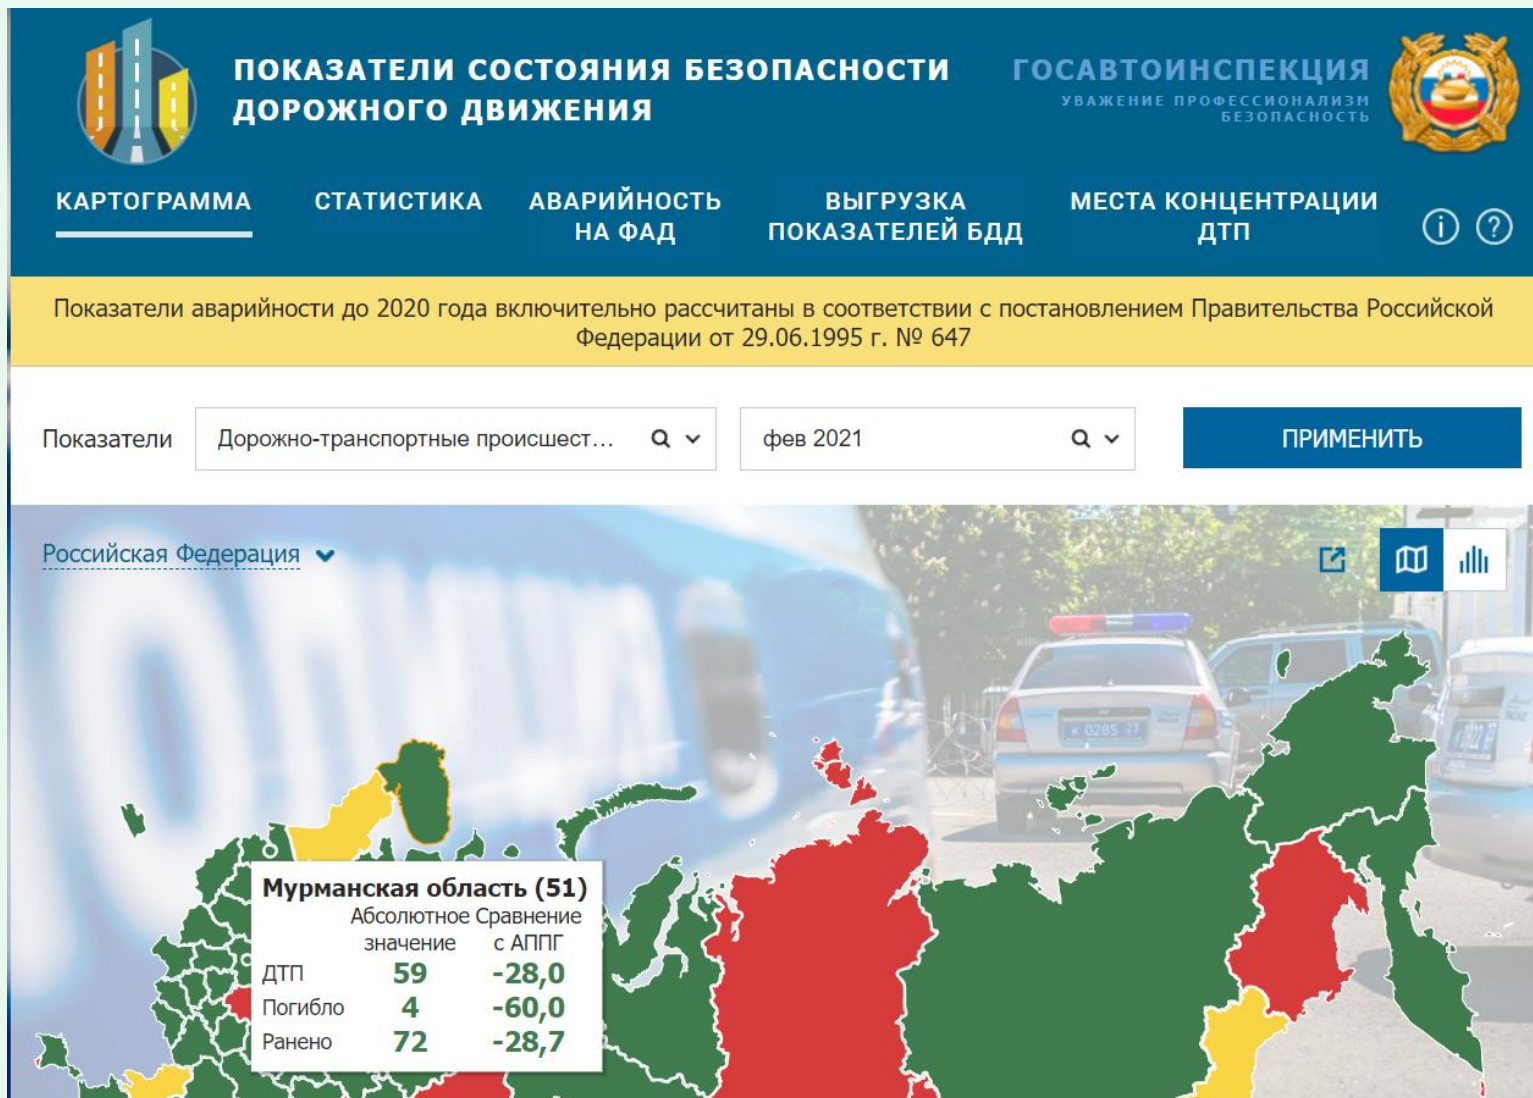 ПОКАЗАТЕЛИ СОСТОЯНИЯ БЕЗОПАСНОСТИ
ДОРОЖНОГО ДВИЖЕНИЯ
ГОСАВТОИНСПЕКЦИЯ
УВАЖЕНИЕ ПРОФЕССИОНАЛИЗМ
БЕЗОПАСНОСТЬ
КАРТОГРАММА
СТАТИСТИКА
АВАРИЙНОСТЬ
НА ФАД
ВЫГРУЗКА
ПОКАЗАТЕЛЕЙ БДД
МЕСТА КОНЦЕНТРАЦИИ
ДТП
Показатели аварийности до 2020 года включительно рассчитаны в соответствии с постановлением Правительства Российской
Федерации от 29.06.1995 г. № 647
Показатели
Дорожно-транспортные происшест...
фев 2021
ПРИМЕНИТЬ
Российская Федерация
Мурманская область (51)
Абсолютное Сравнение
значение с АППГ
ДТП 59 -28,0
Погибло 4 -60,0
Ранено 72 -28,7
к 0285 23